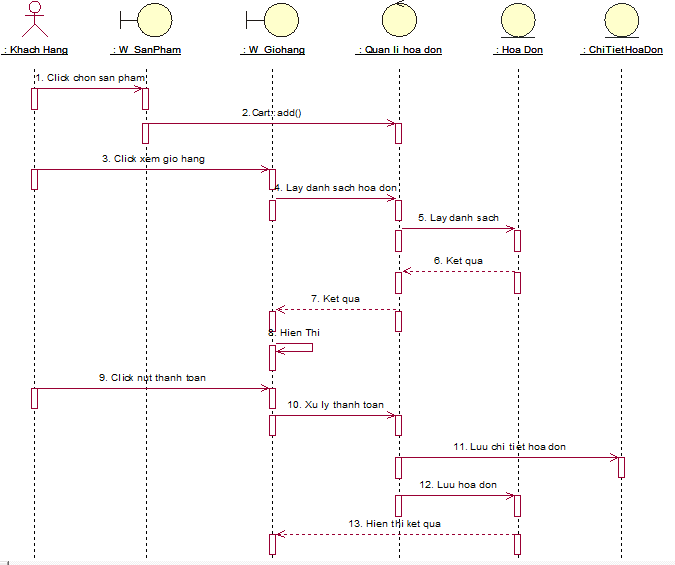 : Khach Hang
: W_SanPham
: W_Giohang
: Quan li hoa don
: Hoa Don
: ChiTietHoaDon
1. Click chon san pham
2. Cart::add()
3. Click xem gio hang
4. Lay danh sach hoa don
5. Lay danh sach
6. Ket qua
7. Ket qua
8. Hien Thi
9. Click nut thanh toan
10. Xu ly thanh toan
11. Luu chi tiet hoa don
12. Luu hoa don
13. Hien thi ket qua